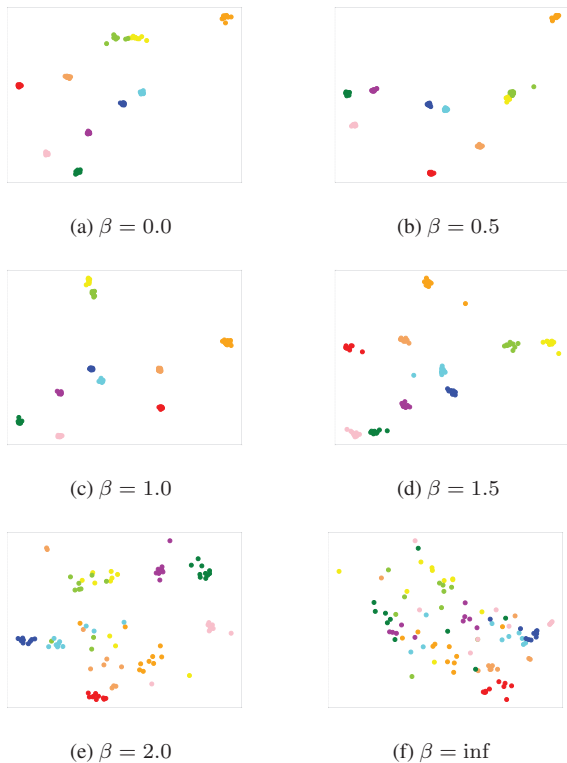 (a) β = 0.0
(b) β = 0.5
(c) β = 1.0
(d) β = 1.5
(e) β = 2.0
(f) β = inf